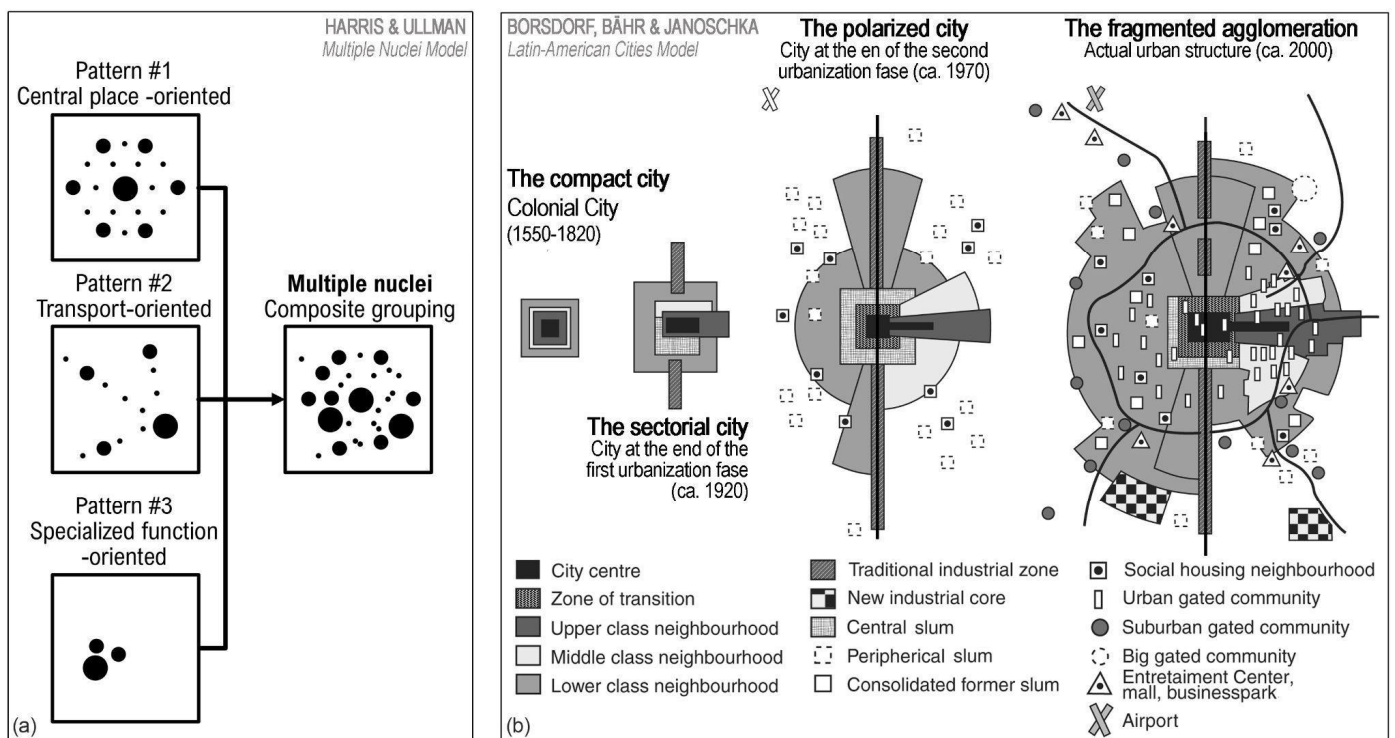 HARRIS & ULLMAN
Multiple Nuclei Model
Pattern #1
Central place -oriented
Pattern #2
Transport-oriented
Multiple nuclei
Composite grouping
Pattern #3
Specialized function
-oriented
(a)
BORSDORF, BÄHR & JANOSCHKA
Latin-American Cities Model
The compact city
Colonial City
(1550-1820)
The sectorial city
City at the end of the
first urbanization fase
(ca. 1920)
The polarized city
City at the en of the second
urbanization fase (ca. 1970)
The fragmented agglomeration
Actual urban structure (ca. 2000)
City centre
Zone of transition
Upper class neighbourhood
Middle class neighbourhood
Lower class neighbourhood
Traditional industrial zone
New industrial core
Central slum
Peripherical slum
Consolidated former slum
Social housing neighbourhood
Urban gated community
Suburban gated community
Big gated community
Entretaiment Center,
mall, businesspark
Airport
(b)